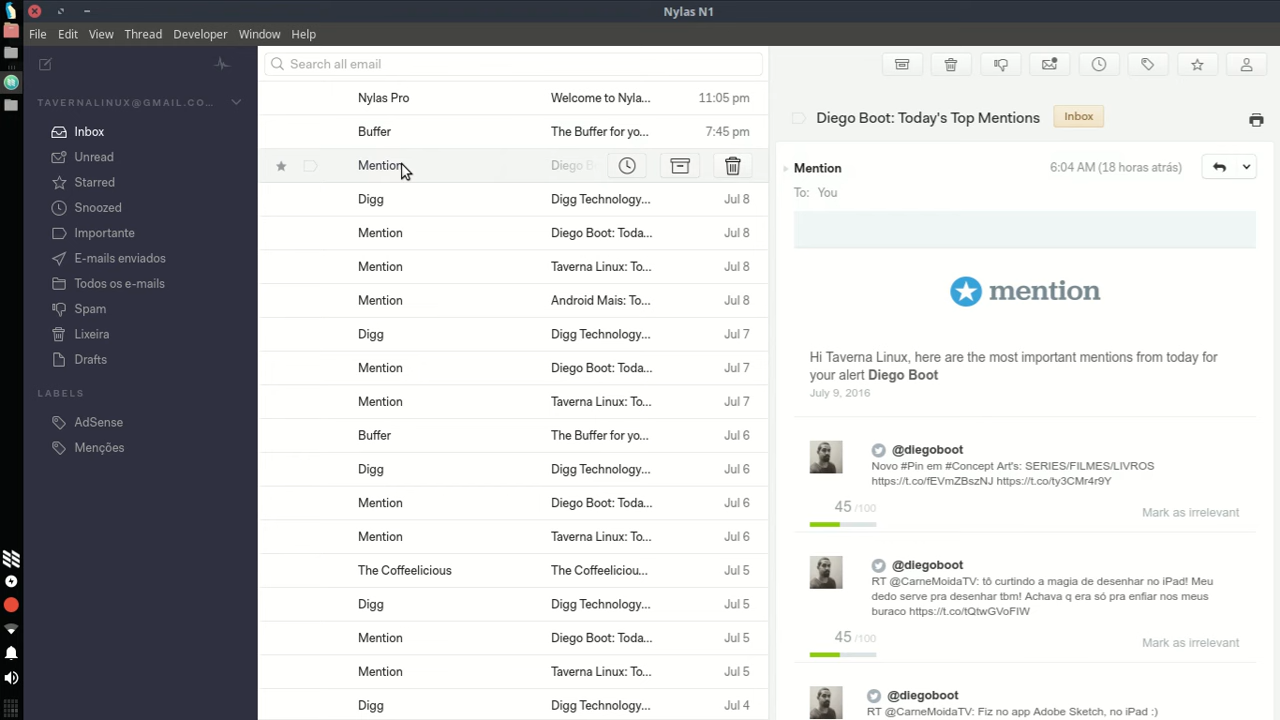 Nylas N1
File Edit View Thread Developer Window Help
TAVERNALINUX@GMAIL.CO...
Inbox
Unread
Starred
Snoozed
Importante
E-mails enviados
Todos os e-mails
Spam
Lixeira
Drafts
LABELS
AdSense
Menções
Search all email
Nylas Pro Welcome to Nyla... 11:05 pm
Buffer The Buffer for yo... 7:45 pm
Mention Diego B
Digg Digg Technology... Jul 8
Mention Diego Boot: Toda... Jul 8
Mention Taverna Linux: To... Jul 8
Mention Android Mais: To... Jul 8
Digg Digg Technology... Jul 7
Mention Diego Boot: Toda... Jul 7
Mention Taverna Linux: To... Jul 7
Buffer The Buffer for yo... Jul 6
Digg Digg Technology... Jul 6
Mention Diego Boot: Toda... Jul 6
Mention Taverna Linux: To... Jul 6
The Coffeelicious The Coffeeliciou... Jul 5
Digg Digg Technology... Jul 5
Mention Diego Boot: Toda... Jul 5
Mention Taverna Linux: To... Jul 5
Digg Digg Technology... Jul 4
Diego Boot: Today's Top Mentions Inbox
Mention 6:04 AM (18 horas atrás)
To: You
mention
Hi Taverna Linux, here are the most important mentions from today for
your alert Diego Boot
July 9, 2016
@diegoboot
Novo #Pin em #Concept Art's: SERIES/FILMES/LIVROS
https://t.co/fEVmZBszNJ https://t.co/ty3CMr4r9Y
45 /100
Mark as irrelevant
@diegoboot
RT @CarneMoidaTV: tô curtindo a magia de desenhar no iPad! Meu
dedo serve pra desenhar tbm! Achava q era só pra enfiar nos meus
buraco https://t.co/tQtwGVoFIW
45 /100
Mark as irrelevant
@diegoboot
RT @CarneMoidaTV: Fiz no app Adobe Sketch, no iPad :)